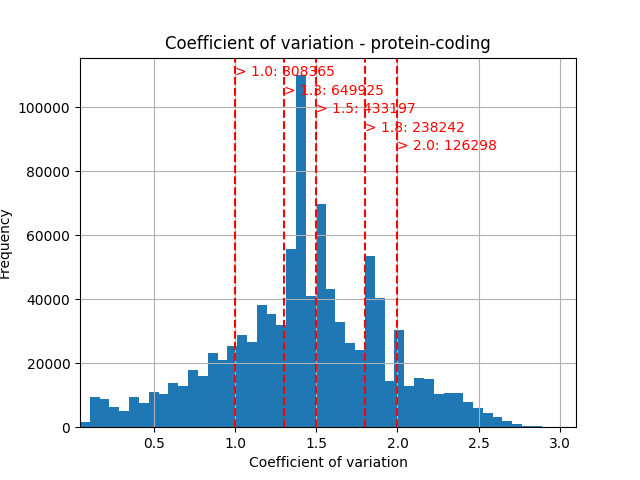 Coefficient of variation - protein-coding
> 1.0: 808365
> 1.3: 649925
> 1.5: 433197
> 1.8: 238242
> 2.0: 126298
Frequency
100000
80000
60000
40000
20000
0
0.5 1.0 1.5 2.0 2.5 3.0
Coefficient of variation